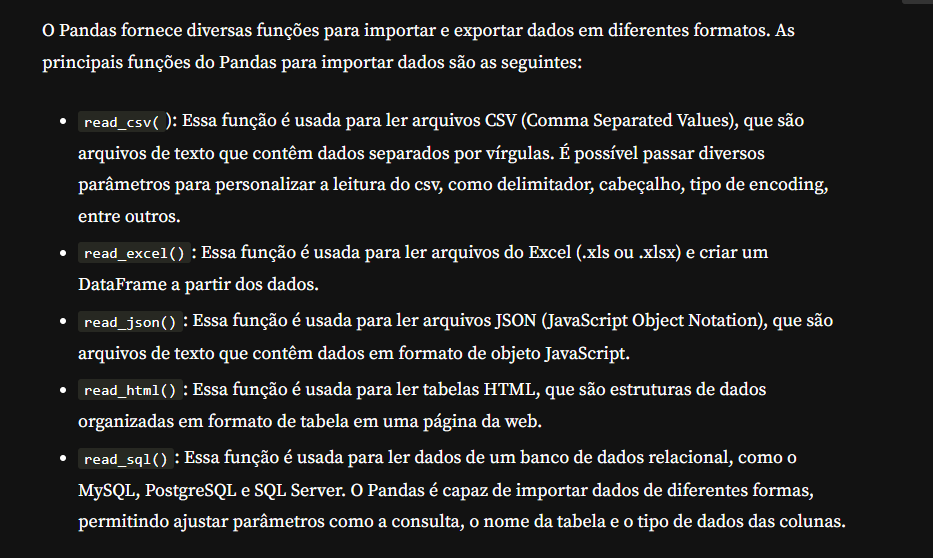 O Pandas fornece diversas funções para importar e exportar dados em diferentes formatos. As
principais funções do Pandas para importar dados são as seguintes:
• read_csv( ): Essa função é usada para ler arquivos CSV (Comma Separated Values), que são
arquivos de texto que contêm dados separados por vírgulas. É possível passar diversos
parâmetros para personalizar a leitura do csv, como delimitador, cabeçalho, tipo de encoding,
entre outros.
• read_excel() : Essa função é usada para ler arquivos do Excel (.xls ou .xlsx) e criar um
DataFrame a partir dos dados.
• read_json() : Essa função é usada para ler arquivos JSON (JavaScript Object Notation), que são
arquivos de texto que contêm dados em formato de objeto JavaScript.
• read_html() : Essa função é usada para ler tabelas HTML, que são estruturas de dados
organizadas em formato de tabela em uma página da web.
• read_sql() : Essa função é usada para ler dados de um banco de dados relacional, como o
MySQL, PostgreSQL e SQL Server. O Pandas é capaz de importar dados de diferentes formas,
permitindo ajustar parâmetros como a consulta, o nome da tabela e o tipo de dados das colunas.